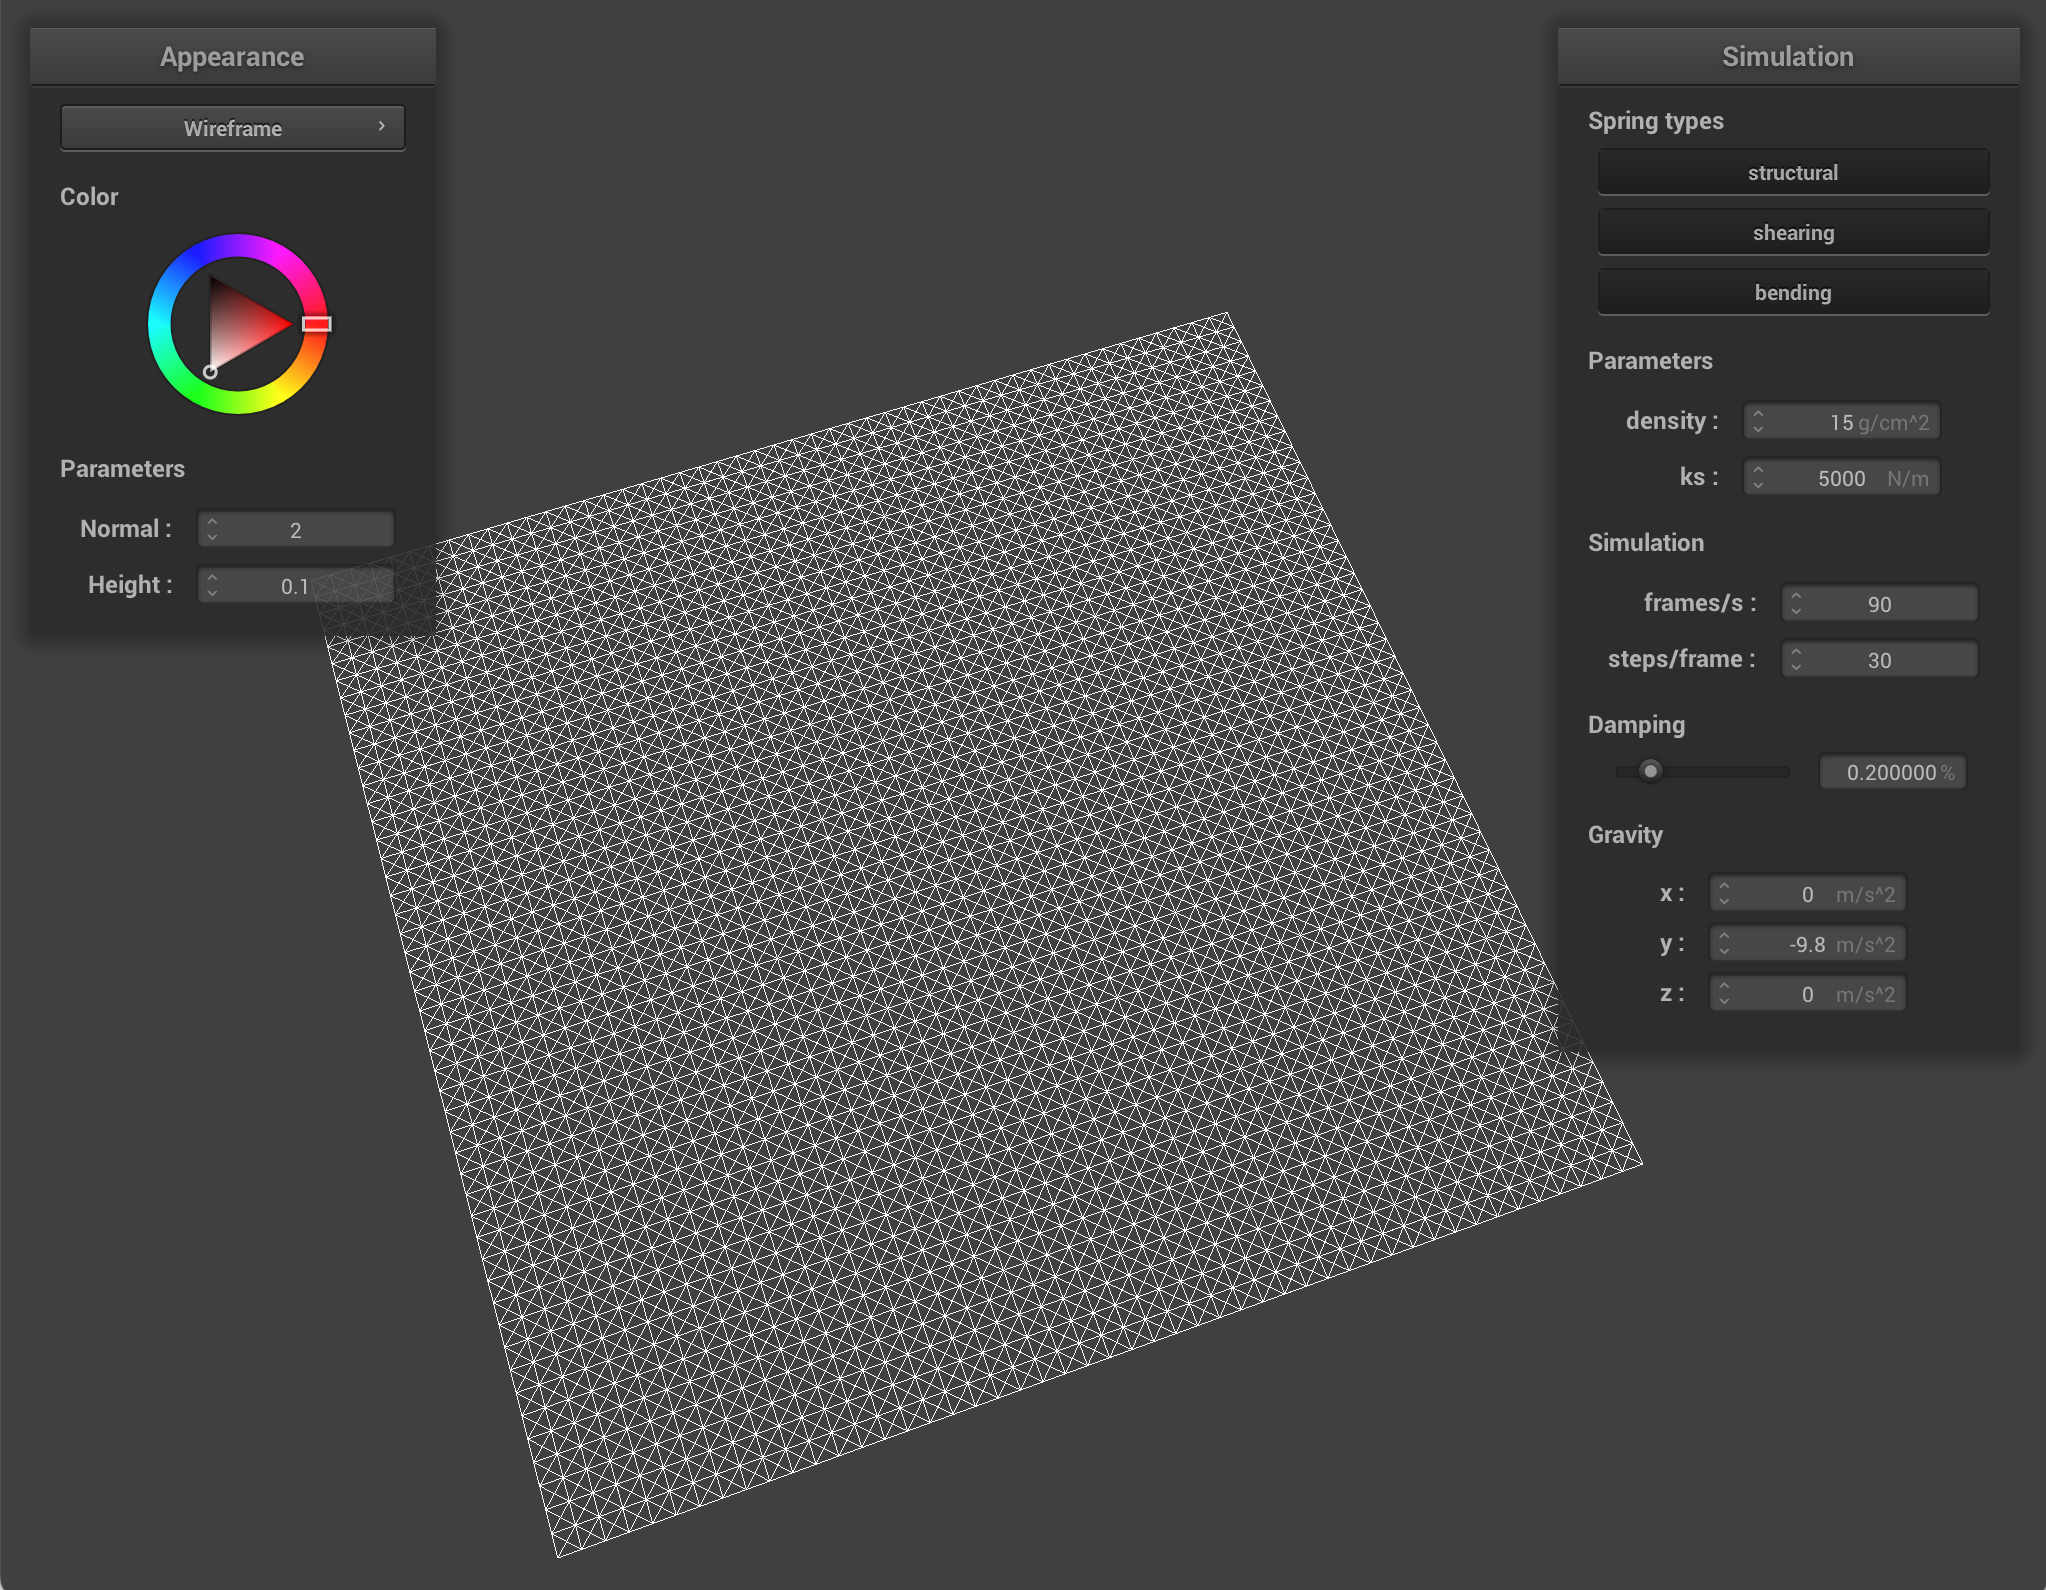 Appearance
Wireframe
Color
Parameters
Normal : 2
Height : 0.1
Simulation
Spring types
structural
shearing
bending
Parameters
density : 15 g/cm^2
ks : 5000 N/m
Simulation
frames/s : 90
steps/frame : 30
Damping
0.200000 %
Gravity
x : 0 m/s^2
y : -9.8 m/s^2
z : 0 m/s^2